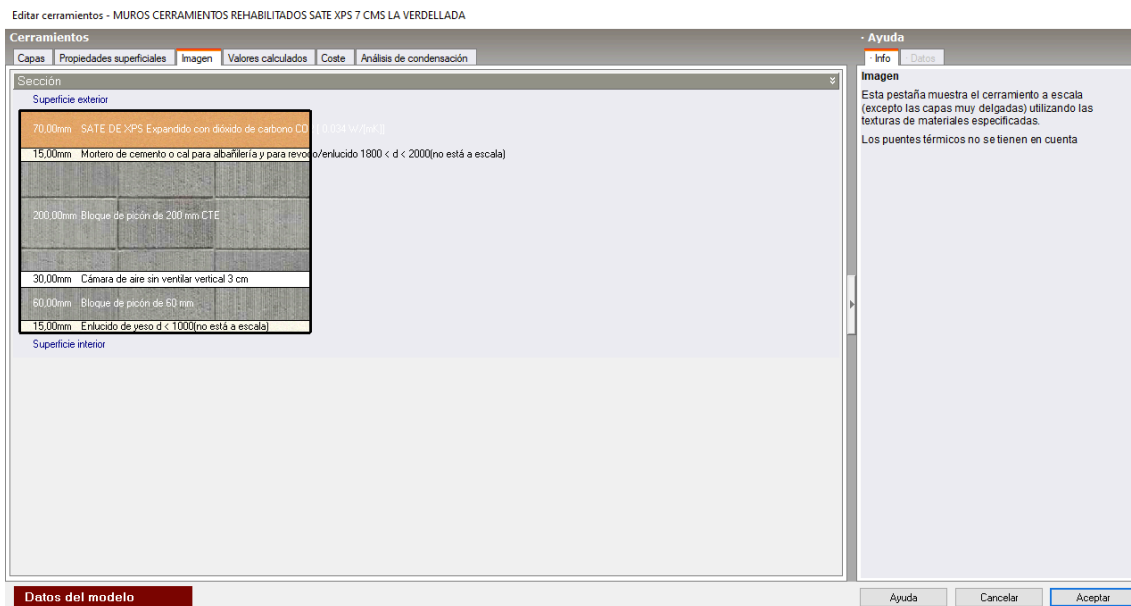 Editar cerramientos - MUROS CERRAMIENTOS REHABILITADOS SATE XPS 7 CMS LA VERDELLADA
Cerramientos
Capas Propiedades superficiales Imagen Valores calculados Coste Análisis de condensación
Sección
Superficie exterior
70,00mm SATE DE XPS Expandido con dióxido de carbono CO2 [ 0.034 W/[mK]]
15,00mm Mortero de cemento o cal para albañilería y para revoco/enlucido 1800 < d < 2000(no está a escala)
200,00mm Bloque de picón de 200 mm CTE
30,00mm Cámara de aire sin ventilar vertical 3 cm
60,00mm Bloque de picón de 60 mm
15,00mm Enlucido de yeso d < 1000(no está a escala)
Superficie interior
· Ayuda
· Info · Datos
Imagen
Esta pestaña muestra el cerramiento a escala
(excepto las capas muy delgadas) utilizando las
texturas de materiales especificadas.
Los puentes térmicos no se tienen en cuenta
Datos del modelo
Ayuda Cancelar Aceptar